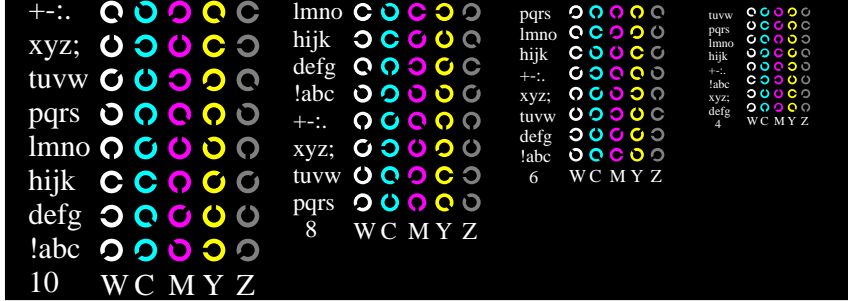 +-:.
xyz;
tuvw
pqrs
lmno
hijk
defg
!abc
10 W C M Y Z
lmno
hijk
defg
!abc
+-:.
xyz;
tuvw
pqrs
8 W C M Y Z
pqrs
lmno
hijk
+-:.
xyz;
tuvw
defg
!abc
6 W C M Y Z
tuvw
pqrs
lmno
hijk
+-:.
!abc
xyz;
defg
4 W C M Y Z